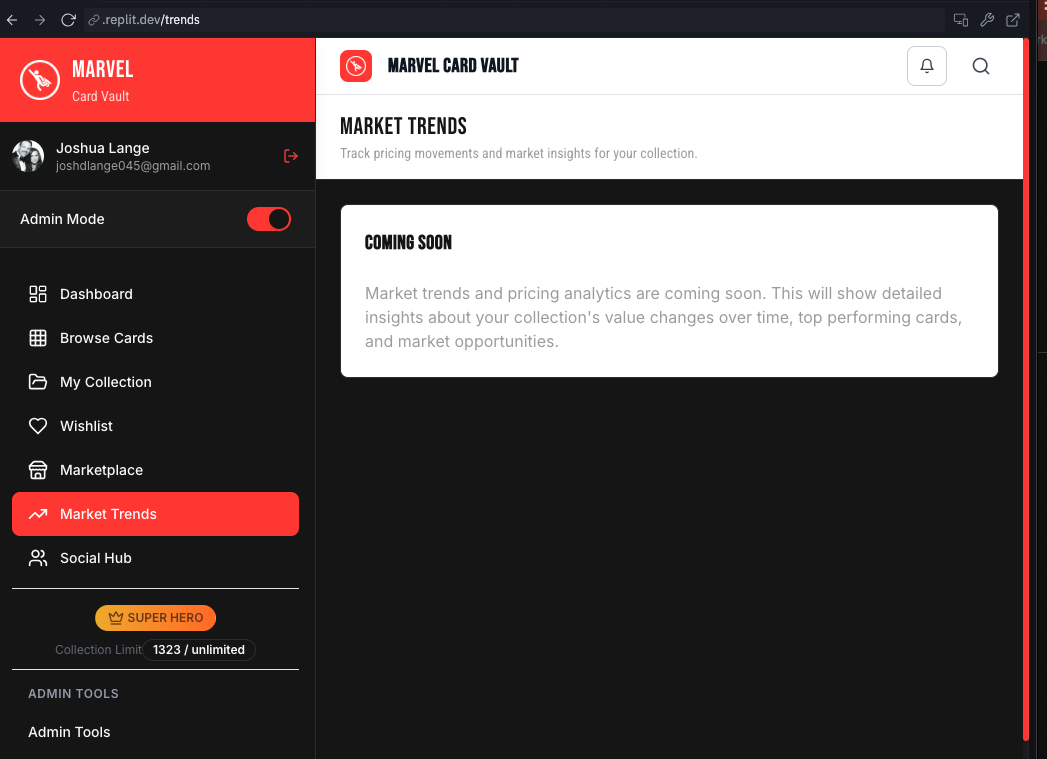 .replit.dev/trends
MARVEL
Card Vault
Joshua Lange
joshdlange045@gmail.com
Admin Mode
Dashboard
Browse Cards
My Collection
Wishlist
Marketplace
Market Trends
Social Hub
SUPER HERO
Collection Limit 1323 / unlimited
ADMIN TOOLS
Admin Tools
MARVEL CARD VAULT
MARKET TRENDS
Track pricing movements and market insights for your collection.
COMING SOON
Market trends and pricing analytics are coming soon. This will show detailed
insights about your collection's value changes over time, top performing cards,
and market opportunities.